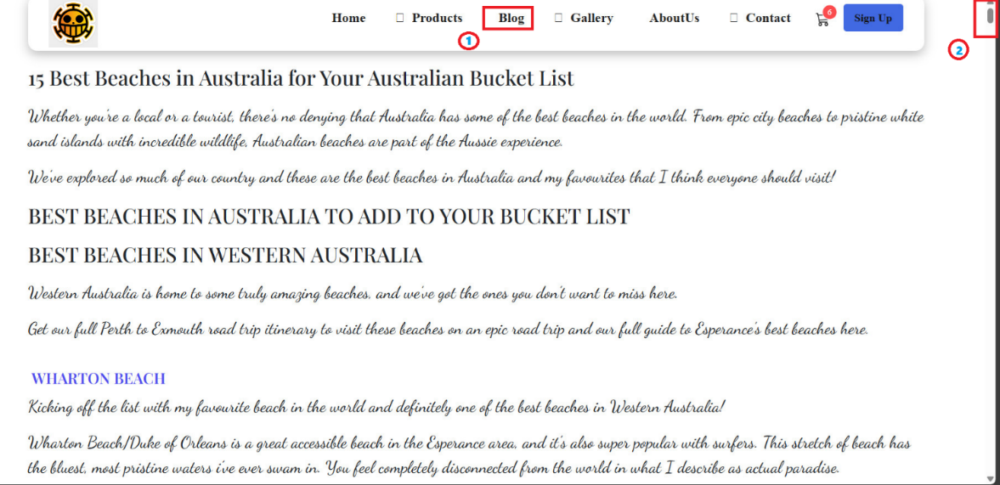 Home Products Blog Gallery AboutUs Contact 6 Sign Up
1 2
15 Best Beaches in Australia for Your Australian Bucket List
Whether you're a local or a tourist, there's no denying that Australia has some of the best beaches in the world. From epic city beaches to pristine white
sand islands with incredible wildlife, Australian beaches are part of the Aussie experience.
We've explored so much of our country and these are the best beaches in Australia and my favourites that I think everyone should visit!
BEST BEACHES IN AUSTRALIA TO ADD TO YOUR BUCKET LIST
BEST BEACHES IN WESTERN AUSTRALIA
Western Australia is home to some truly amazing beaches, and we've got the ones you don't want to miss here.
Get our full Perth to Exmouth road trip itinerary to visit these beaches on an epic road trip and our full guide to Esperance's best beaches here.
WHARTON BEACH
Kicking off the list with my favourite beach in the world and definitely one of the best beaches in Western Australia!
Wharton Beach/Duke of Orleans is a great accessible beach in the Esperance area, and it's also super popular with surfers. This stretch of beach has
the bluest, most pristine waters i've ever swam in. You feel completely disconnected from the world in what I describe as actual paradise.